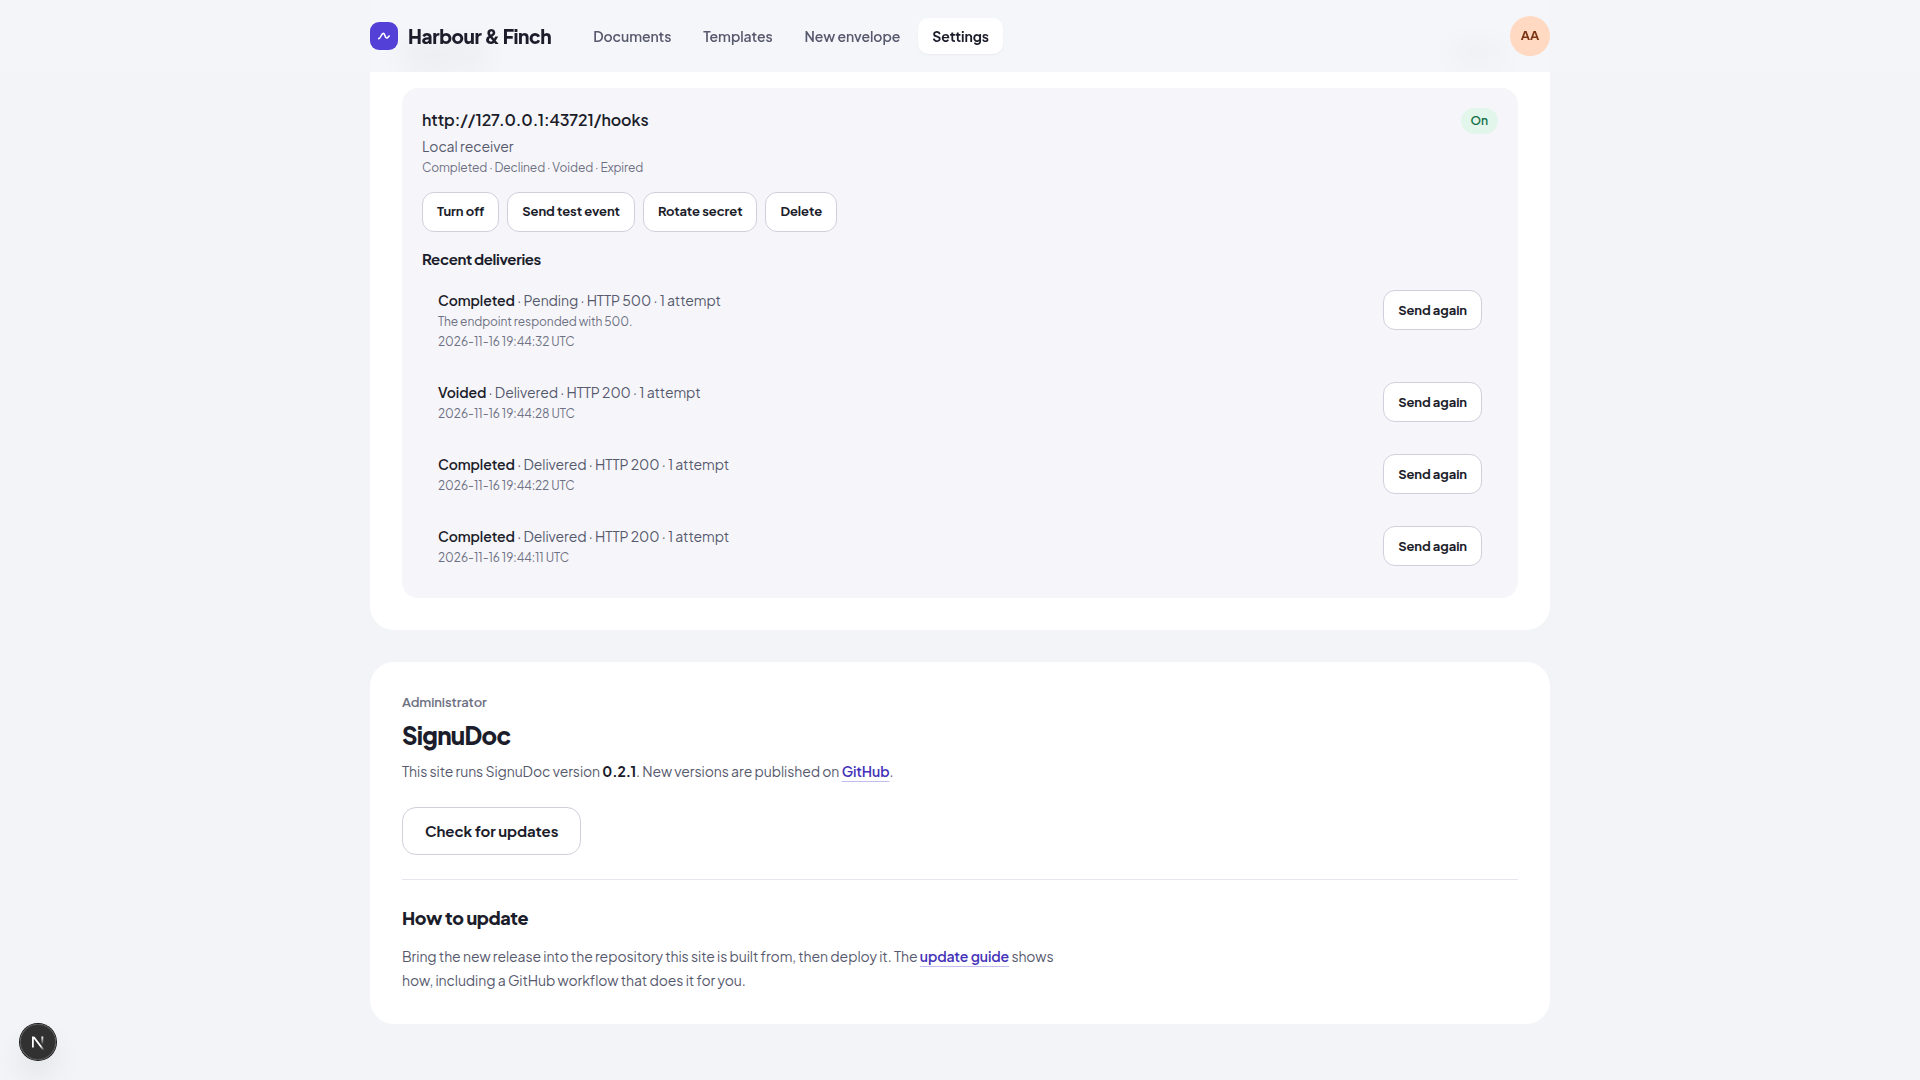 Harbour & Finch
Documents
Templates
New envelope
Settings
AA
http://127.0.0.1:43721/hooks
On
Local receiver
Completed · Declined · Voided · Expired
Turn off
Send test event
Rotate secret
Delete
Recent deliveries
Completed · Pending · HTTP 500 · 1 attempt
The endpoint responded with 500.
2026-11-16 19:44:32 UTC
Send again
Voided · Delivered · HTTP 200 · 1 attempt
2026-11-16 19:44:28 UTC
Send again
Completed · Delivered · HTTP 200 · 1 attempt
2026-11-16 19:44:22 UTC
Send again
Completed · Delivered · HTTP 200 · 1 attempt
2026-11-16 19:44:11 UTC
Send again
Administrator
SignuDoc
This site runs SignuDoc version 0.2.1. New versions are published on GitHub.
Check for updates
How to update
Bring the new release into the repository this site is built from, then deploy it. The update guide shows
how, including a GitHub workflow that does it for you.
N